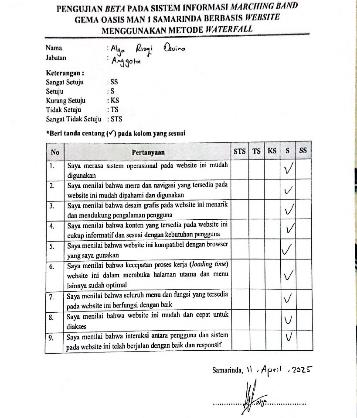 PENGUJIAN BETA PADA SISTEM INFORMASI MARCHING BAND
GEMA OASIS MAN 1 SAMARINDA BERBASIS WEBSITE
MENGGUNAKAN METODE WATERFALL
Nama : Alga
Jabatan : Anggota
Keterangan :
Sangat Setuju : SS
Setuju : S
Kurang Setuju : KS
Tidak Setuju : TS
Sangat Tidak Setuju : STS
*Beri tanda centang (✓) pada kolom yang sesuai
No Pertanyaan STS TS KS S SS
1. Saya merasa sistem operasional pada website ini mudah
digunakan ✓
2. Saya menilai bahwa menu dan navigasi yang tersedia pada
website ini mudah dipahami dan digunakan ✓
3. Saya menilai bahwa desain grafis pada website ini menarik
dan mendukung pengalaman pengguna ✓
4. Saya menilai bahwa konten yang tersedia pada website ini
cukup informatif dan sesuai dengan kebutuhan pengguna ✓
5. Saya menilai bahwa website ini kompatibel dengan browser
yang saya gunakan ✓
6. Saya menilai bahwa kecepatan proses kerja (loading time)
website ini dalam membuka halaman utama dan menu
lainnya sudah optimal ✓
7. Saya menilai bahwa seluruh menu dan fungsi yang tersedia
pada website ini berfungsi dengan baik ✓
8. Saya menilai bahwa website ini mudah dan cepat untuk
diakses ✓
9. Saya menilai bahwa interaksi antara pengguna dan sistem
pada website ini telah berjalan dengan baik dan responsif ✓
Samarinda, 11 April 2025